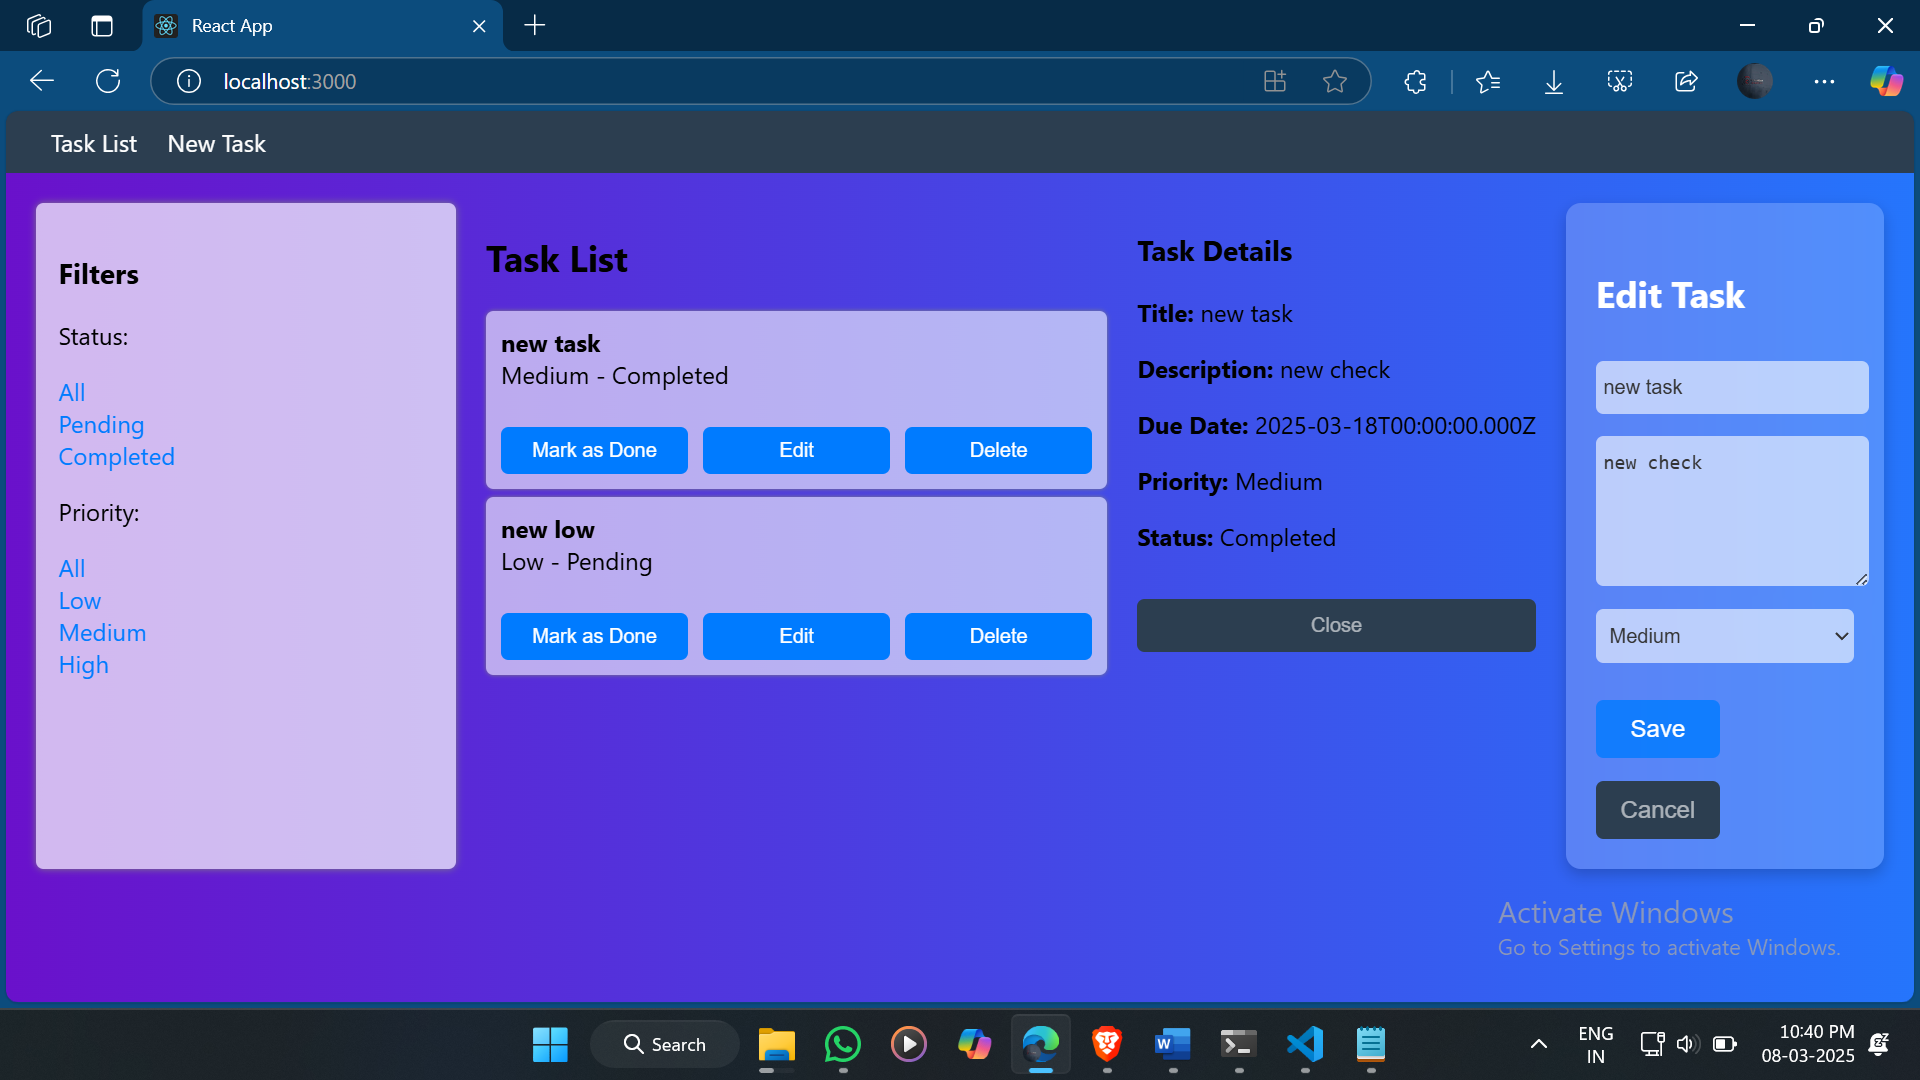 React App
localhost:3000
Task List New Task
Filters
Status:
All
Pending
Completed
Priority:
All
Low
Medium
High
Task List
new task
Medium - Completed
Mark as Done Edit Delete
new low
Low - Pending
Mark as Done Edit Delete
Task Details
Title: new task
Description: new check
Due Date: 2025-03-18T00:00:00.000Z
Priority: Medium
Status: Completed
Close
Edit Task
new task
new check
Medium
Save
Cancel
Activate Windows
Go to Settings to activate Windows.
Search
ENG
IN
10:40 PM
08-03-2025